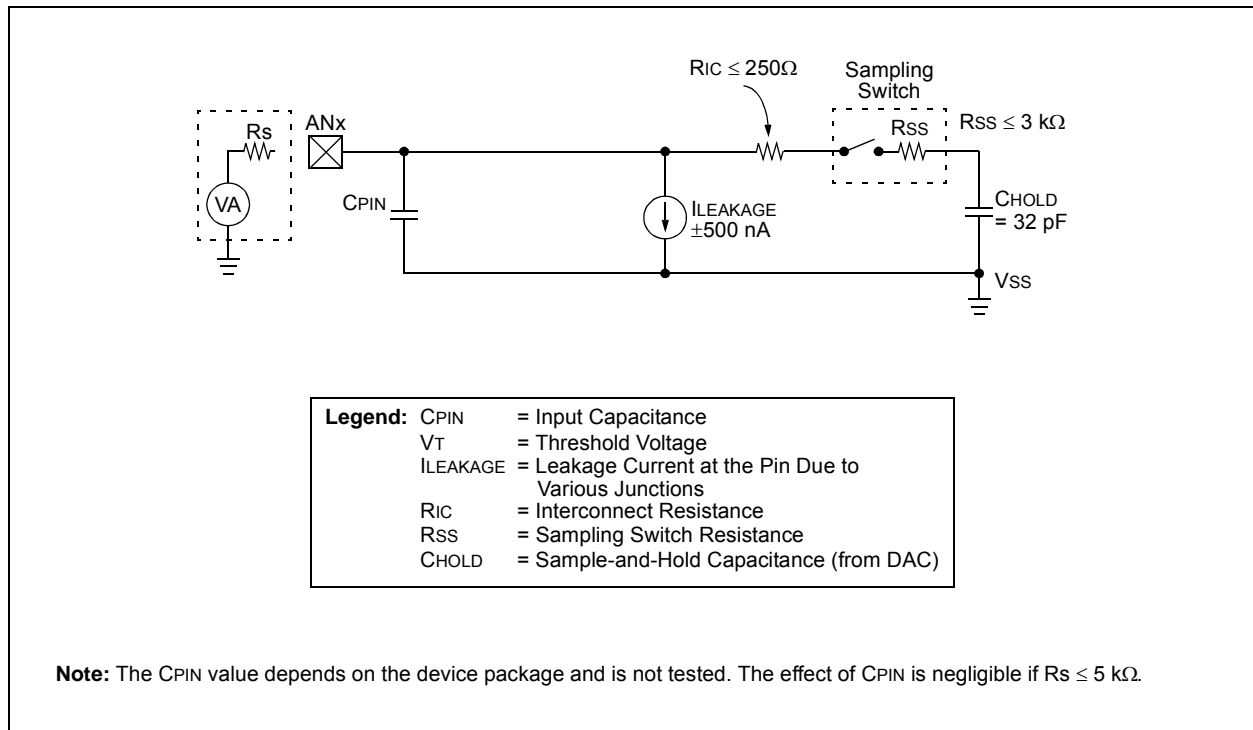 RIC ≤ 250Ω
Sampling
Switch
ANx
Rs
RSS
RSS ≤ 3 kΩ
VA
CPIN
ILEAKAGE
±500 nA
CHOLD
= 32 pF
VSS
Legend: CPIN = Input Capacitance
VT = Threshold Voltage
ILEAKAGE = Leakage Current at the Pin Due to
Various Junctions
RIC = Interconnect Resistance
RSS = Sampling Switch Resistance
CHOLD = Sample-and-Hold Capacitance (from DAC)
Note: The CPIN value depends on the device package and is not tested. The effect of CPIN is negligible if Rs ≤ 5 kΩ.